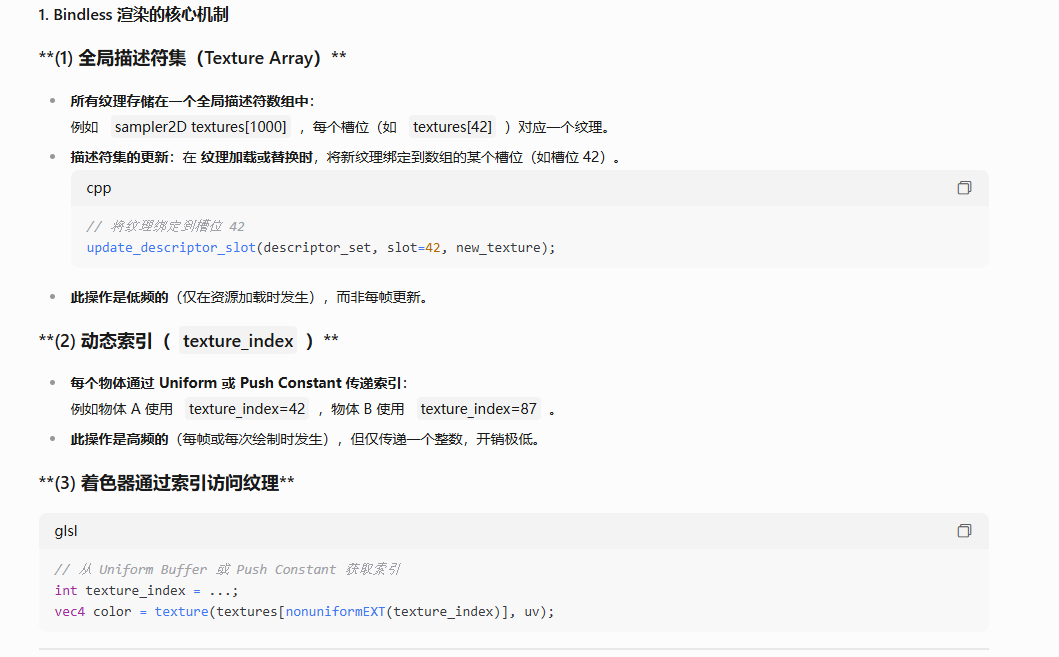 1. Bindless 渲染的核心机制
**(1) 全局描述符集（Texture Array）**
所有纹理存储在一个全局描述符数组中：
例如 sampler2D textures[1000] ，每个槽位（如 textures[42] ）对应一个纹理。
描述符集的更新：在 纹理加载或替换时，将新纹理绑定到数组的某个槽位（如槽位 42）。
cpp
// 将纹理绑定到槽位 42
update_descriptor_slot(descriptor_set, slot=42, new_texture);
此操作是低频的（仅在资源加载时发生），而非每帧更新。
**(2) 动态索引（ texture_index ）**
每个物体通过 Uniform 或 Push Constant 传递索引：
例如物体 A 使用 texture_index=42 ，物体 B 使用 texture_index=87 。
此操作是高频的（每帧或每次绘制时发生），但仅传递一个整数，开销极低。
**(3) 着色器通过索引访问纹理**
glsl
// 从 Uniform Buffer 或 Push Constant 获取索引
int texture_index = ...;
vec4 color = texture(textures[nonuniformEXT(texture_index)], uv);